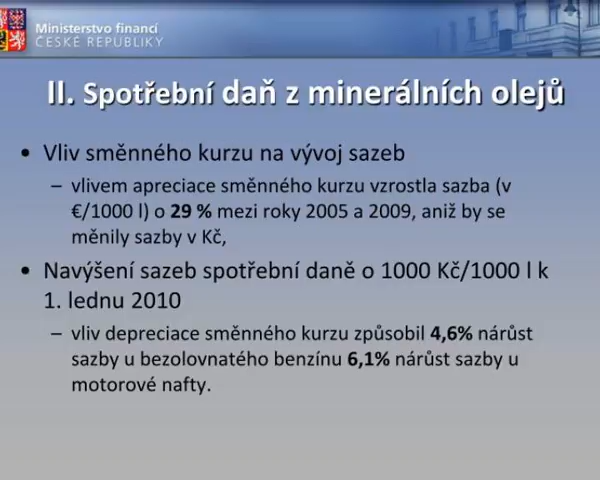 Ministerstvo financí
ČESKÉ REPUBLIKY
II. Spotřební daň z minerálních olejů
• Vliv směnného kurzu na vývoj sazeb
– vlivem apreciace směnného kurzu vzrostla sazba (v
€/1000 l) o 29 % mezi roky 2005 a 2009, aniž by se
měnily sazby v Kč,
• Navýšení sazeb spotřební daně o 1000 Kč/1000 l k
1. lednu 2010
– vliv depreciace směnného kurzu způsobil 4,6% nárůst
sazby u bezolovnatého benzínu 6,1% nárůst sazby u
motorové nafty.